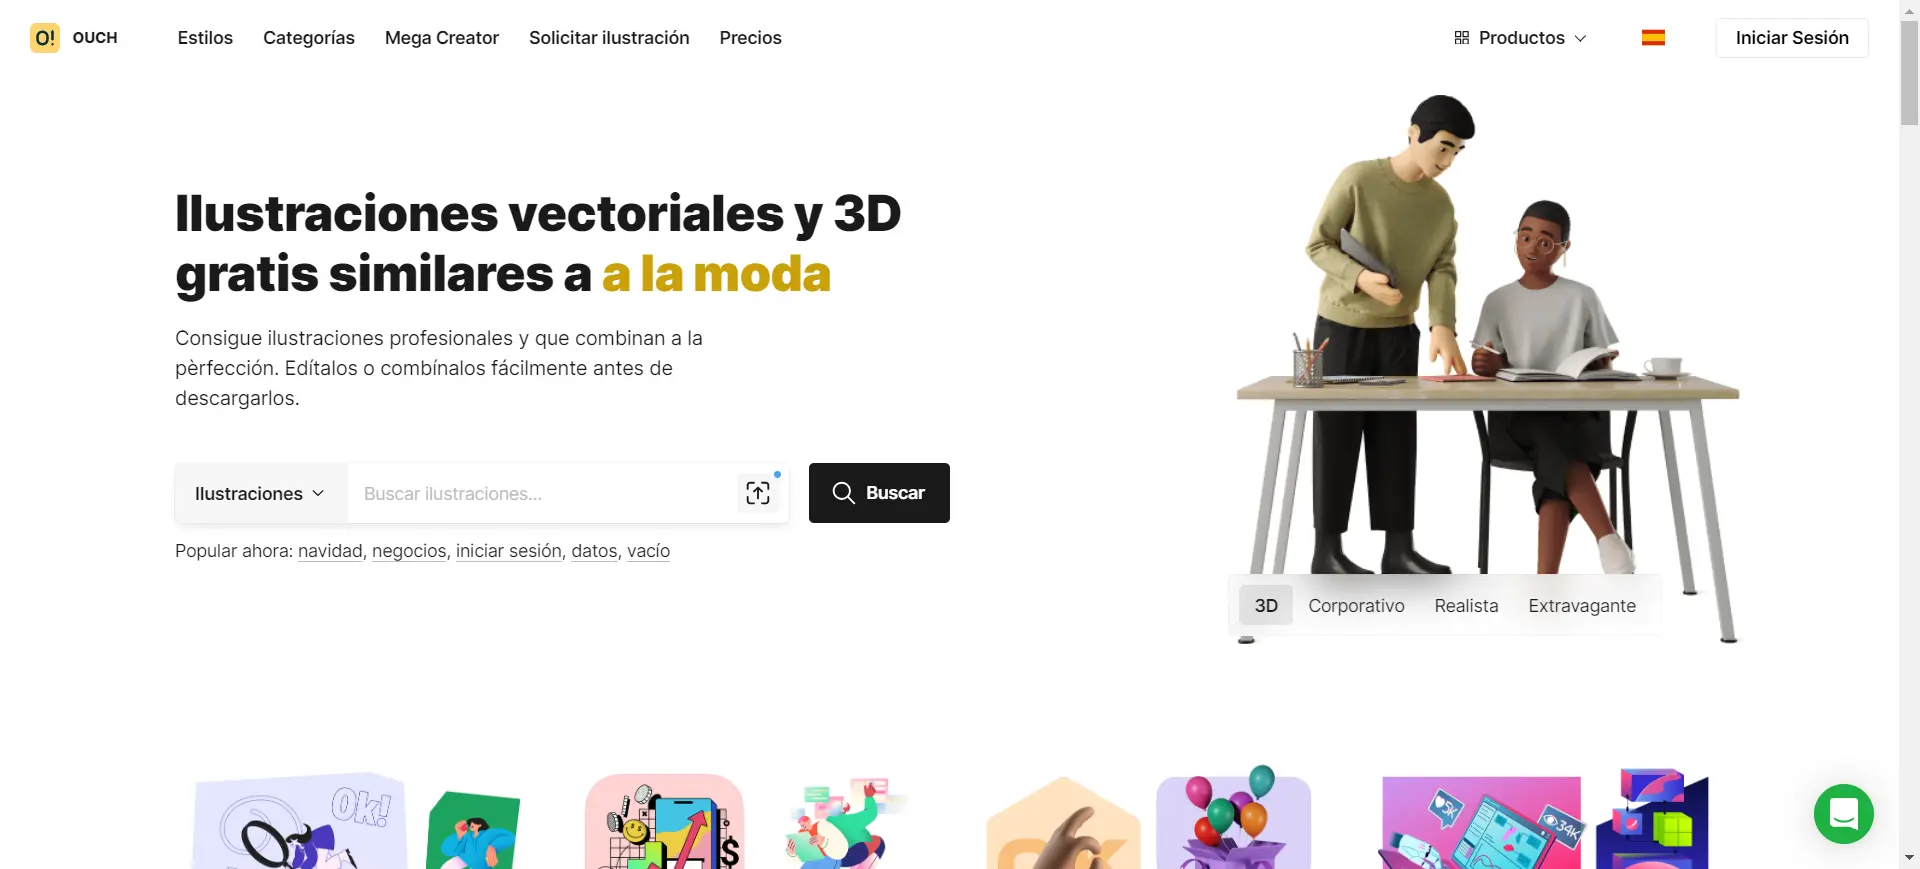 O! OUCH Estilos Categorías Mega Creator Solicitar ilustración Precios Productos Iniciar Sesión
Ilustraciones vectoriales y 3D
gratis similares a a la moda
Consigue ilustraciones profesionales y que combinan a la
pèrfección. Edítalos o combínalos fácilmente antes de
descargarlos.
Ilustraciones Buscar ilustraciones... Buscar
Popular ahora: navidad, negocios, iniciar sesión, datos, vacío
3D Corporativo Realista Extravagante
Ok!
$
5K
34K